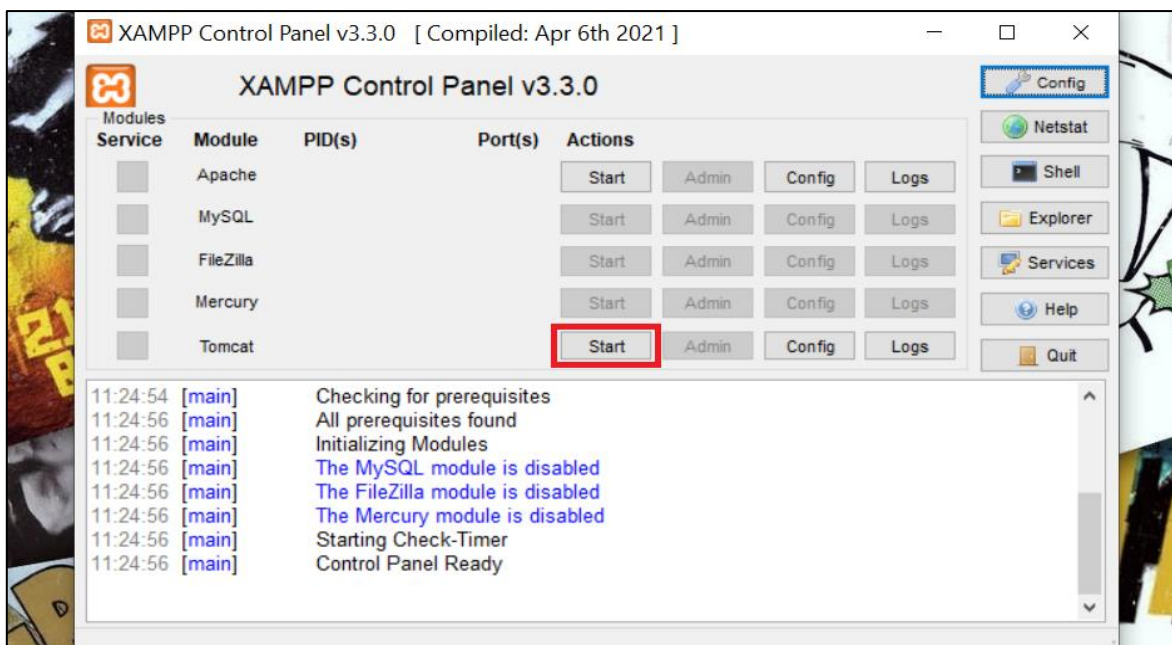 XAMPP Control Panel v3.3.0 [ Compiled: Apr 6th 2021 ]
XAMPP Control Panel v3.3.0
Config
Modules
Netstat
Service Module PID(s) Port(s) Actions
Apache Start Admin Config Logs
Shell
MySQL Start Admin Config Logs
Explorer
FileZilla Start Admin Config Logs
Services
Mercury Start Admin Config Logs
Help
Tomcat Start Admin Config Logs
Quit
11:24:54 [main] Checking for prerequisites
11:24:56 [main] All prerequisites found
11:24:56 [main] Initializing Modules
11:24:56 [main] The MySQL module is disabled
11:24:56 [main] The FileZilla module is disabled
11:24:56 [main] The Mercury module is disabled
11:24:56 [main] Starting Check-Timer
11:24:56 [main] Control Panel Ready